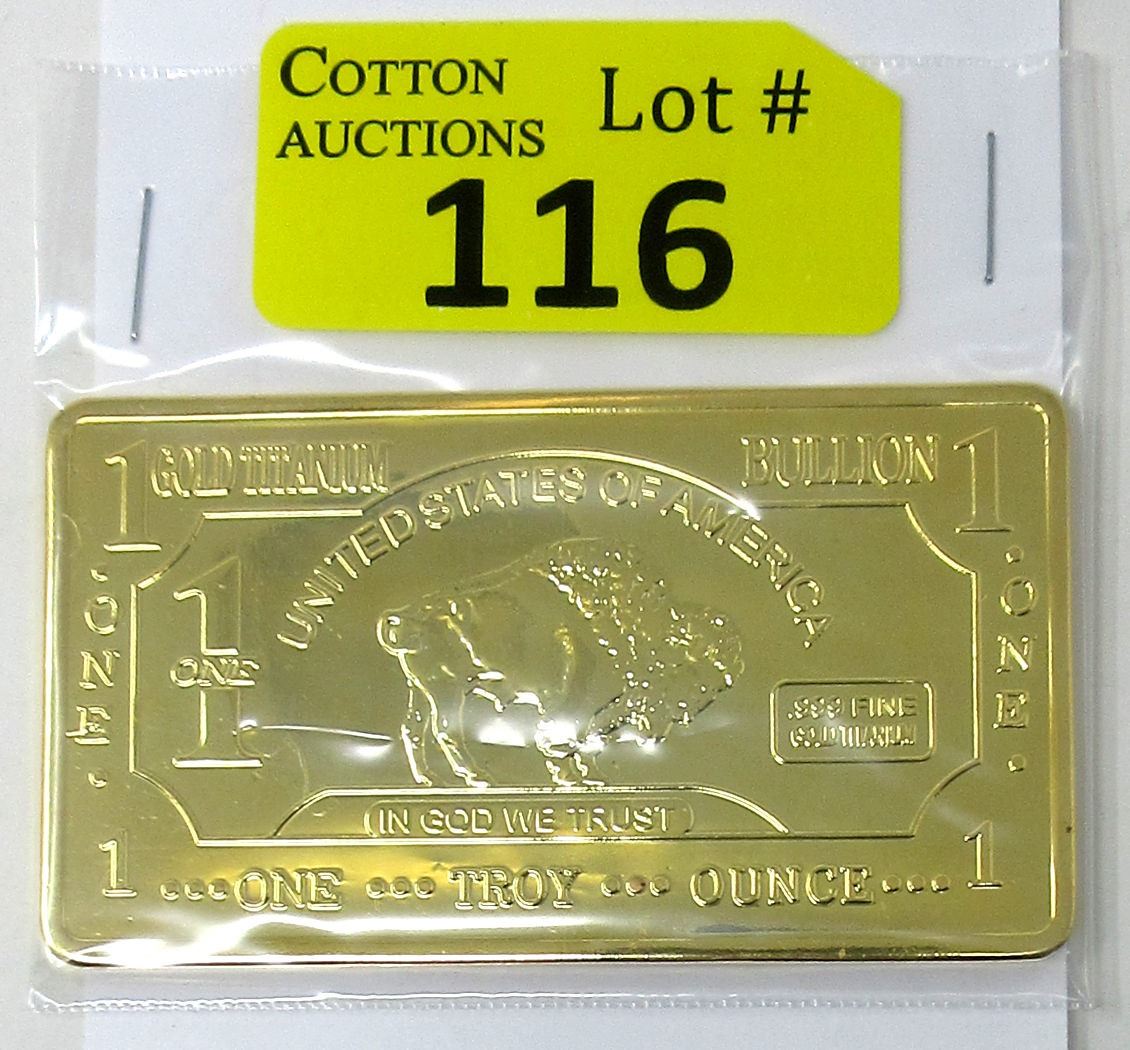 COTTON
AUCTIONS
Lot #
116
1 GOLD TITANIUM BULLION 1
UNITED STATES OF AMERICA
1
ONE
• ONE •
• ONE •
.999 FINE
GOLD TITANIUM
IN GOD WE TRUST
1 ••• ONE ••• TROY ••• OUNCE ••• 1